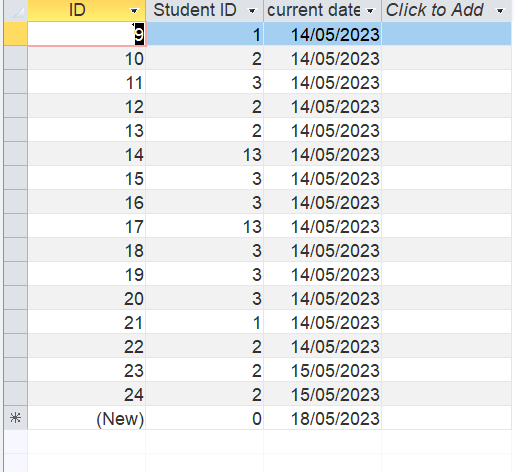 ID Student ID current date Click to Add
9 1 14/05/2023
10 2 14/05/2023
11 3 14/05/2023
12 2 14/05/2023
13 2 14/05/2023
14 13 14/05/2023
15 3 14/05/2023
16 3 14/05/2023
17 13 14/05/2023
18 3 14/05/2023
19 3 14/05/2023
20 3 14/05/2023
21 1 14/05/2023
22 2 14/05/2023
23 2 15/05/2023
24 2 15/05/2023
(New) 0 18/05/2023